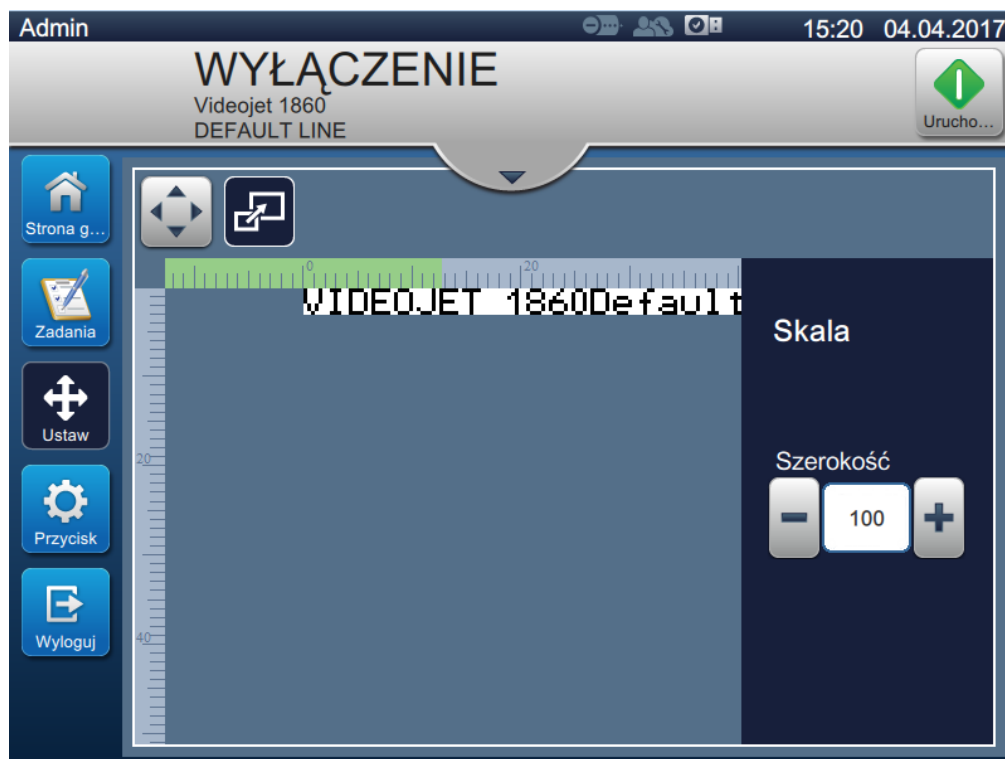 Admin
15:20 04.04.2017
WYŁĄCZENIE
Videojet 1860
DEFAULT LINE
Urucho...
Strona g...
Zadania
Ustaw
Przycisk
Wyloguj
0 20
VIDEOJET 1860Default
20
40
Skala
Szerokość
100